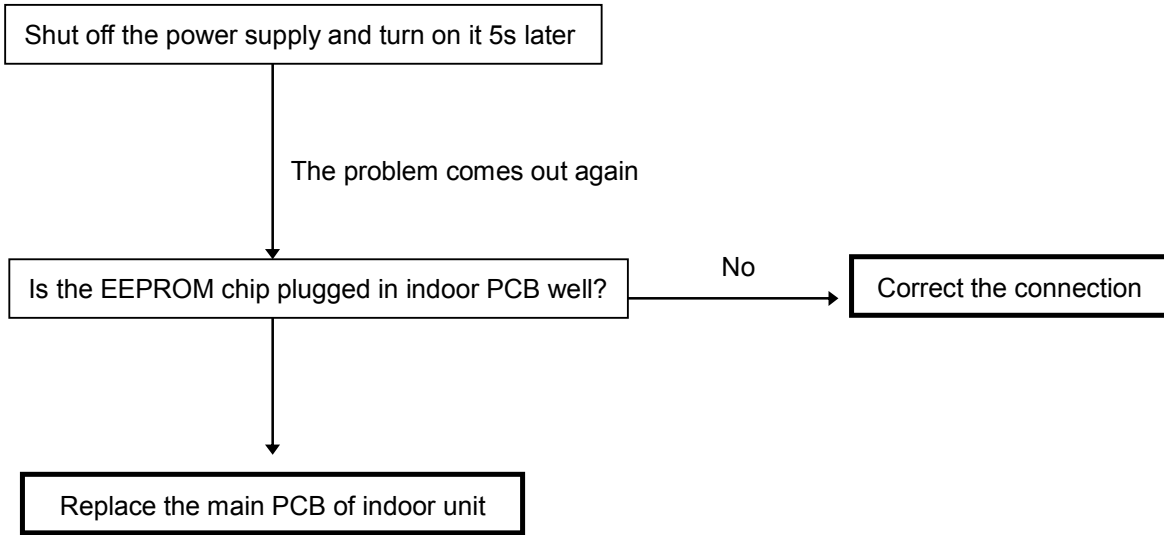 Shut off the power supply and turn on it 5s later
The problem comes out again
Is the EEPROM chip plugged in indoor PCB well?
No
Correct the connection
Replace the main PCB of indoor unit